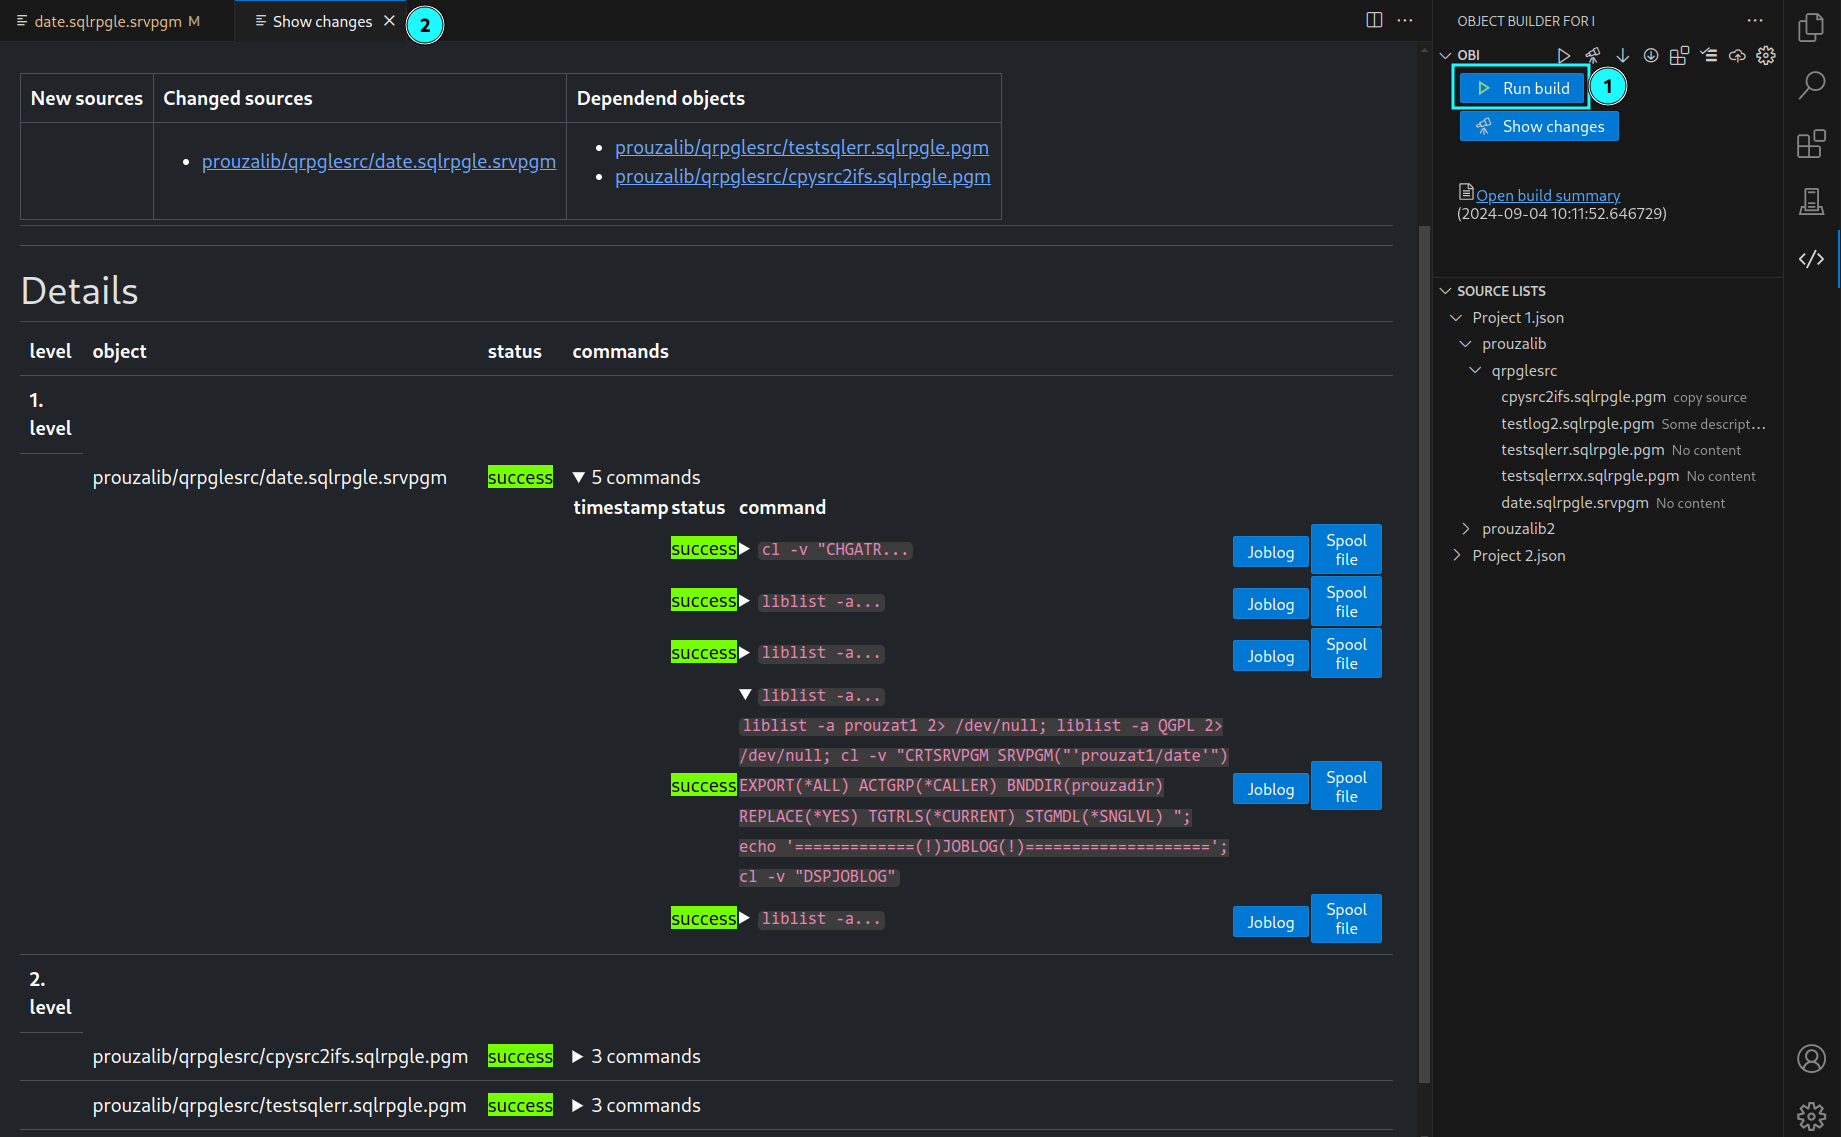 date.sqlrpgle.srvpgm M
Show changes
2
New sources Changed sources Dependend objects
prouzalib/qrpglesrc/date.sqlrpgle.srvpgm
prouzalib/qrpglesrc/testsqlerr.sqlrpgle.pgm
prouzalib/qrpglesrc/cpysrc2ifs.sqlrpgle.pgm
Details
level object status commands
1.
level
prouzalib/qrpglesrc/date.sqlrpgle.srvpgm success 5 commands
timestamp status command
success cl -v "CHGATR... Joblog Spool
file
success liblist -a... Joblog Spool
file
success liblist -a... Joblog Spool
file
liblist -a...
liblist -a prouzat1 2> /dev/null; liblist -a QGPL 2>
/dev/null; cl -v "CRTSRVPGM SRVPGM("'prouzat1/date'")
success EXPORT(*ALL) ACTGRP(*CALLER) BNDDIR(prouzadir) Joblog Spool
file
REPLACE(*YES) TGTRLS(*CURRENT) STGMDL(*SNGLVL) ";
echo '=============(!)JOBLOG(!)====================';
cl -v "DSPJOBLOG"
success liblist -a... Joblog Spool
file
2.
level
prouzalib/qrpglesrc/cpysrc2ifs.sqlrpgle.pgm success 3 commands
prouzalib/qrpglesrc/testsqlerr.sqlrpgle.pgm success 3 commands
OBJECT BUILDER FOR I
OBI
Run build
1
Show changes
Open build summary
(2024-09-04 10:11:52.646729)
SOURCE LISTS
Project 1.json
prouzalib
qrpglesrc
cpysrc2ifs.sqlrpgle.pgm copy source
testlog2.sqlrpgle.pgm Some descript...
testsqlerr.sqlrpgle.pgm No content
testsqlerrxx.sqlrpgle.pgm No content
date.sqlrpgle.srvpgm No content
prouzalib2
Project 2.json